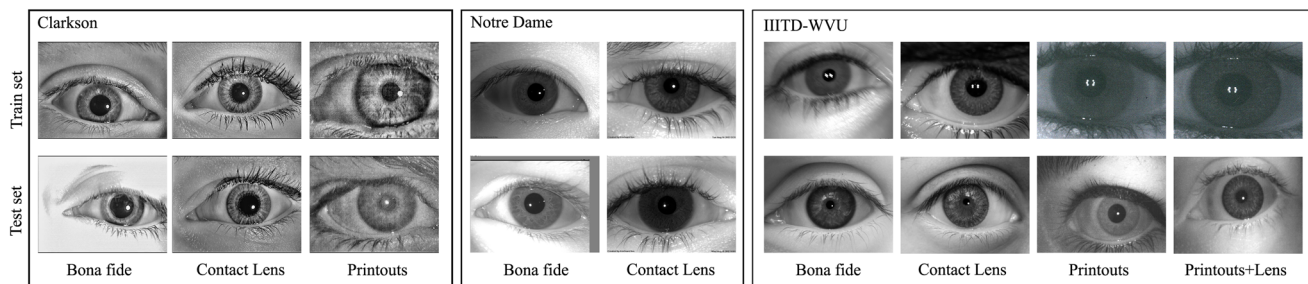 Clarkson
Notre Dame
IIITD-WVU
Train set
Test set
Bona fide
Contact Lens
Printouts
Bona fide
Contact Lens
Bona fide
Contact Lens
Printouts
Printouts+Lens